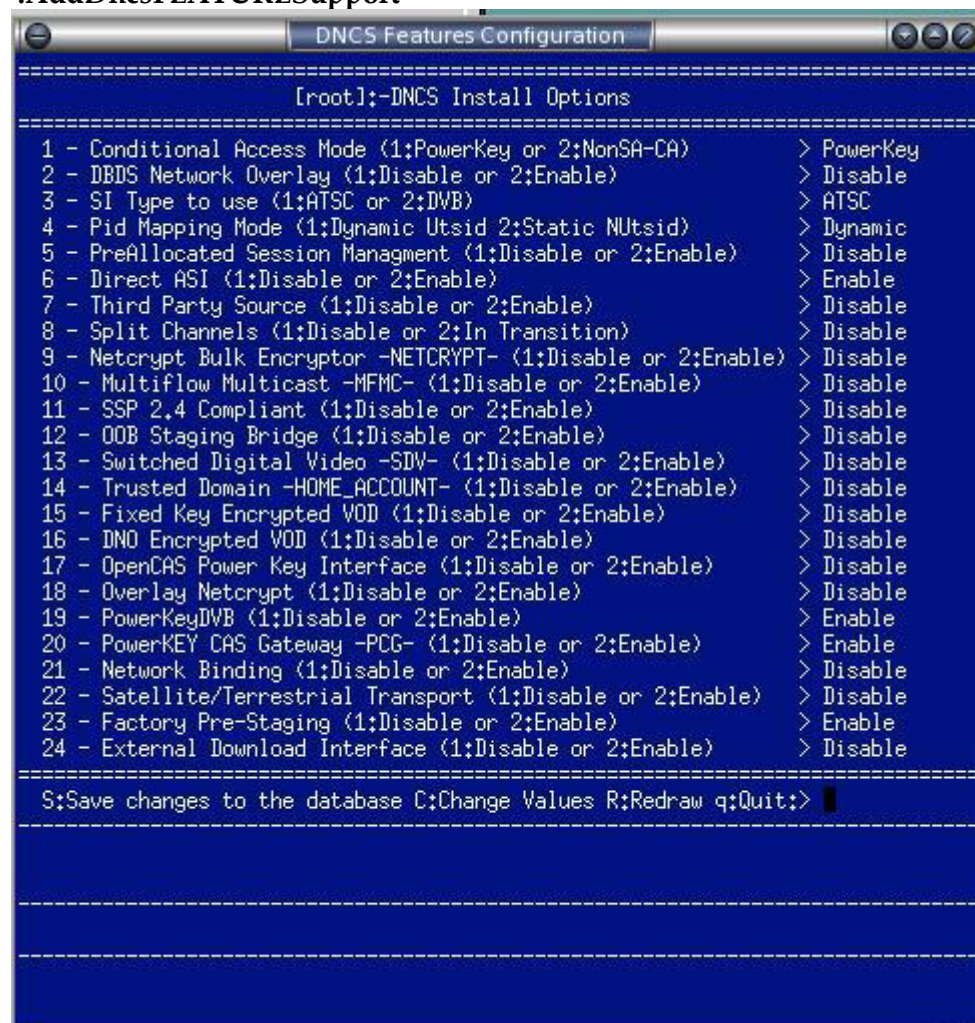 .AddDncsFEATURESupport
DNCS Features Configuration
[root]:-DNCS Install Options
1 - Conditional Access Mode (1:PowerKey or 2:NonSA-CA) > PowerKey
2 - DBDS Network Overlay (1:Disable or 2:Enable) > Disable
3 - SI Type to use (1:ATSC or 2:DVB) > ATSC
4 - Pid Mapping Mode (1:Dynamic Utsid 2:Static NUtsid) > Dynamic
5 - PreAllocated Session Managment (1:Disable or 2:Enable) > Disable
6 - Direct ASI (1:Disable or 2:Enable) > Enable
7 - Third Party Source (1:Disable or 2:Enable) > Disable
8 - Split Channels (1:Disable or 2:In Transition) > Disable
9 - Netcrypt Bulk Encryptor -NETCRYPT- (1:Disable or 2:Enable) > Disable
10 - Multiflow Multicast -MFMC- (1:Disable or 2:Enable) > Disable
11 - SSP 2.4 Compliant (1:Disable or 2:Enable) > Disable
12 - OOB Staging Bridge (1:Disable or 2:Enable) > Disable
13 - Switched Digital Video -SDV- (1:Disable or 2:Enable) > Disable
14 - Trusted Domain -HOME_ACCOUNT- (1:Disable or 2:Enable) > Disable
15 - Fixed Key Encrypted VOD (1:Disable or 2:Enable) > Disable
16 - DNO Encrypted VOD (1:Disable or 2:Enable) > Disable
17 - OpenCAS Power Key Interface (1:Disable or 2:Enable) > Disable
18 - Overlay Netcrypt (1:Disable or 2:Enable) > Disable
19 - PowerKeyDVB (1:Disable or 2:Enable) > Enable
20 - PowerKEY CAS Gateway -PCG- (1:Disable or 2:Enable) > Enable
21 - Network Binding (1:Disable or 2:Enable) > Disable
22 - Satellite/Terrestrial Transport (1:Disable or 2:Enable) > Disable
23 - Factory Pre-Staging (1:Disable or 2:Enable) > Enable
24 - External Download Interface (1:Disable or 2:Enable) > Disable
S:Save changes to the database C:Change Values R:Redraw q:Quit:>